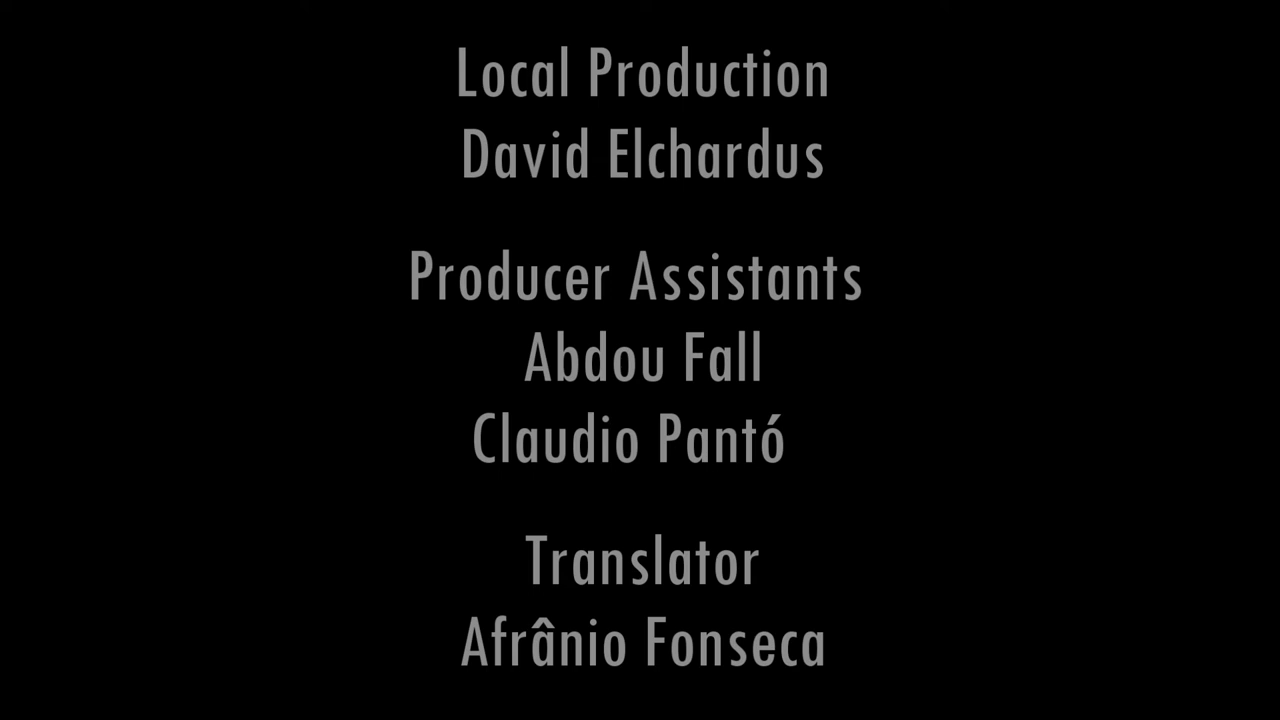 Local Production
David Elchardus
Producer Assistants
Abdou Fall
Claudio Pantó
Translator
Afrânio Fonseca